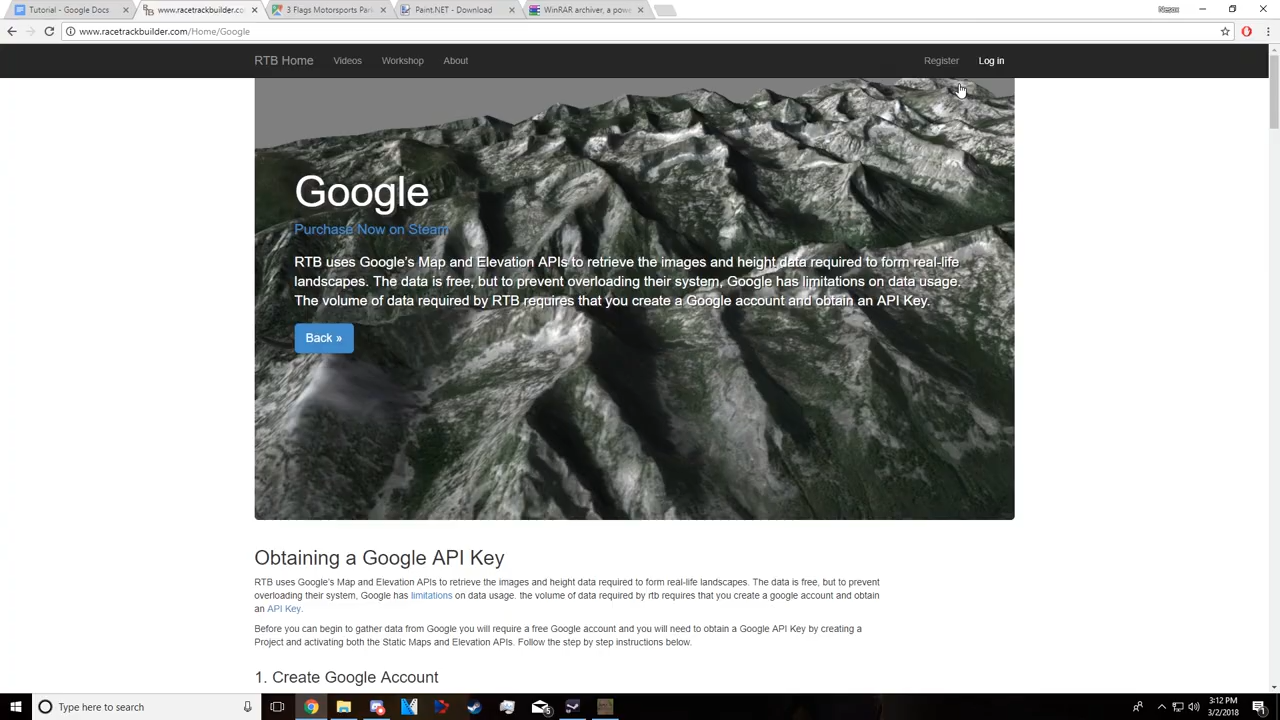 Tutorial - Google Docs
www.racetrackbuilder.co
3 Flags Motorsports Par
Paint.NET - Download
WinRAR archiver, a pow
www.racetrackbuilder.com/Home/Google
RTB Home Videos Workshop About Register Log in
Google
Purchase Now on Steam
RTB uses Google's Map and Elevation APIs to retrieve the images and height data required to form real-life
landscapes. The data is free, but to prevent overloading their system, Google has limitations on data usage.
The volume of data required by RTB requires that you create a Google account and obtain an API Key.
Back »
Obtaining a Google API Key
RTB uses Google's Map and Elevation APIs to retrieve the images and height data required to form real-life landscapes. The data is free, but to prevent
overloading their system, Google has limitations on data usage. the volume of data required by rtb requires that you create a google account and obtain
an API Key.
Before you can begin to gather data from Google you will require a free Google account and you will need to obtain a Google API Key by creating a
Project and activating both the Static Maps and Elevation APIs. Follow the step by step instructions below.
1. Create Google Account
Type here to search
3:12 PM
3/2/2018